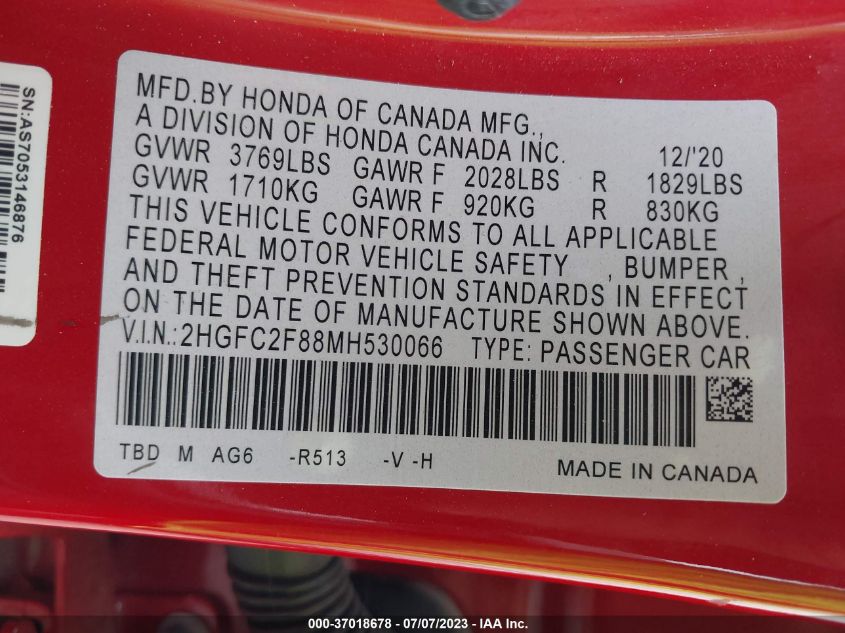 SN:AS7053146876
MFD.BY HONDA OF CANADA MFG.,
A DIVISION OF HONDA CANADA INC. 12/'20
GVWR 3769LBS GAWR F 2028LBS R 1829LBS
GVWR 1710KG GAWR F 920KG R 830KG
THIS VEHICLE CONFORMS TO ALL APPLICABLE
FEDERAL MOTOR VEHICLE SAFETY , BUMPER ,
AND THEFT PREVENTION STANDARDS IN EFFECT
ON THE DATE OF MANUFACTURE SHOWN ABOVE.
V.I.N.: 2HGFC2F88MH530066 TYPE: PASSENGER CAR
TBD M AG6 -R513 -V -H MADE IN CANADA
000-37018678 - 07/07/2023 - IAA Inc.